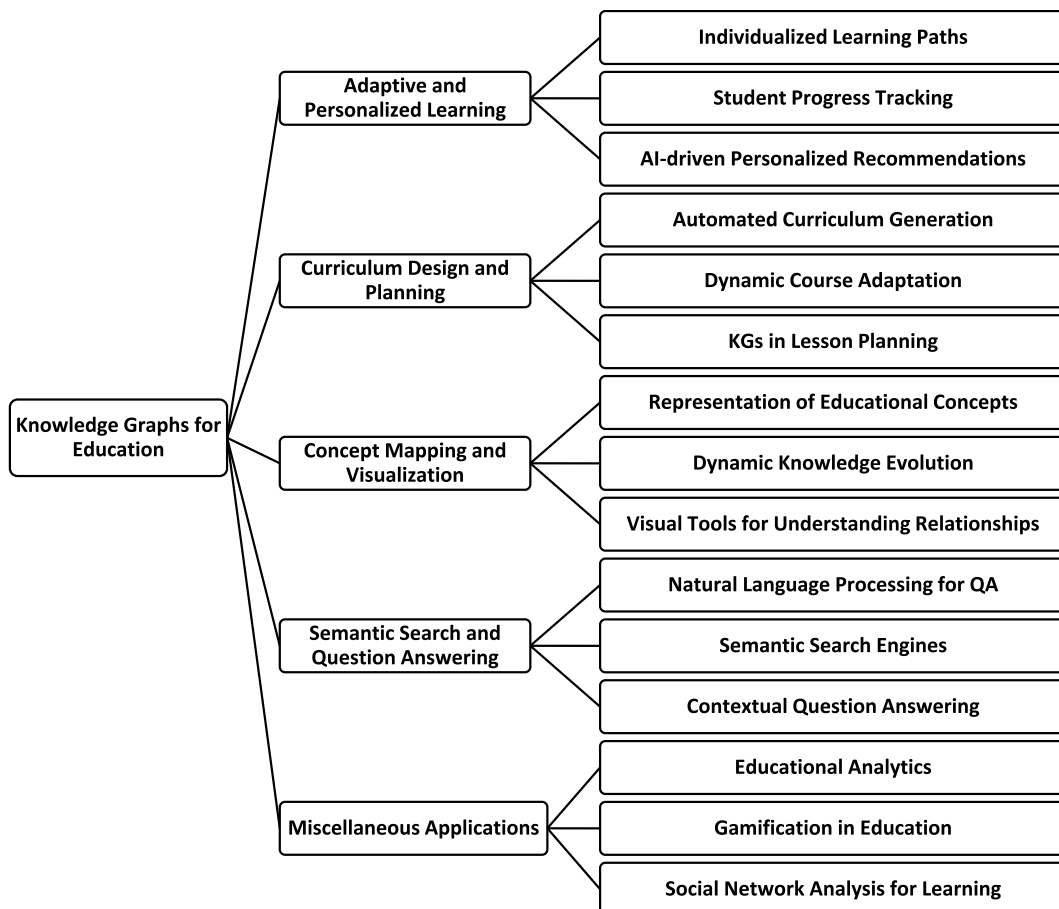 Knowledge Graphs for
Education
Adaptive and
Personalized Learning
Individualized Learning Paths
Student Progress Tracking
AI-driven Personalized Recommendations
Curriculum Design and
Planning
Automated Curriculum Generation
Dynamic Course Adaptation
KGs in Lesson Planning
Concept Mapping and
Visualization
Representation of Educational Concepts
Dynamic Knowledge Evolution
Visual Tools for Understanding Relationships
Semantic Search and
Question Answering
Natural Language Processing for QA
Semantic Search Engines
Contextual Question Answering
Miscellaneous Applications
Educational Analytics
Gamification in Education
Social Network Analysis for Learning